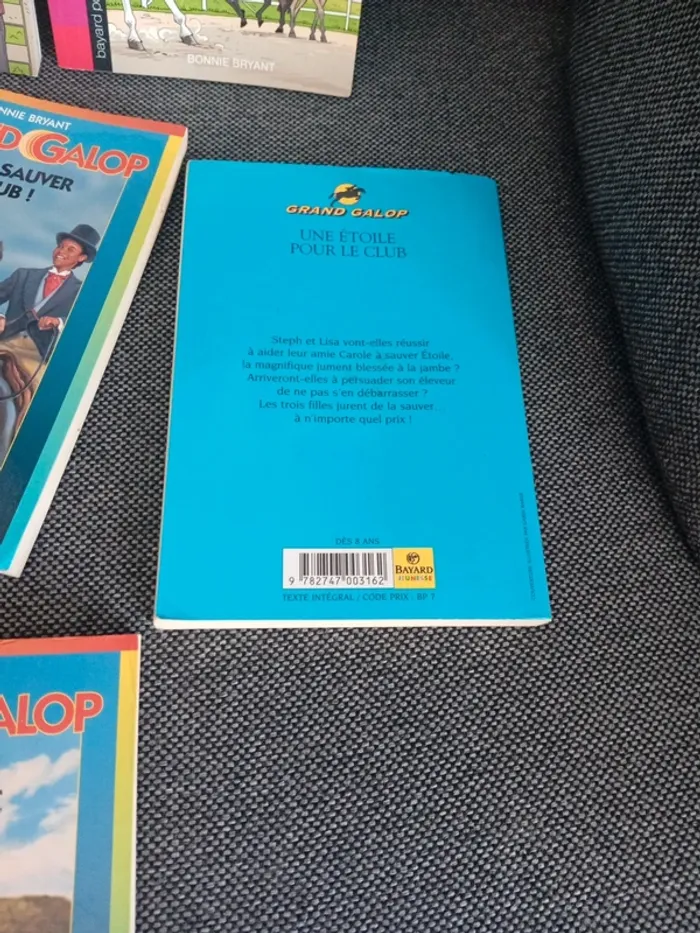 bayard po
BONNIE BRYANT
NNIE BRYANT
D GALOP
SAUVER
UB !
GRAND GALOP
UNE ÉTOILE
POUR LE CLUB
Steph et Lisa vont-elles réussir
à aider leur amie Carole à sauver Étoile,
la magnifique jument blessée à la jambe ?
Arriveront-elles à persuader son éleveur
de ne pas s'en débarrasser ?
Les trois filles jurent de la sauver...
à n'importe quel prix !
DÈS 8 ANS
9 782747 003162
BAYARD
JEUNESSE
TEXTE INTÉGRAL / CODE PRIX : BP 7
ALOP